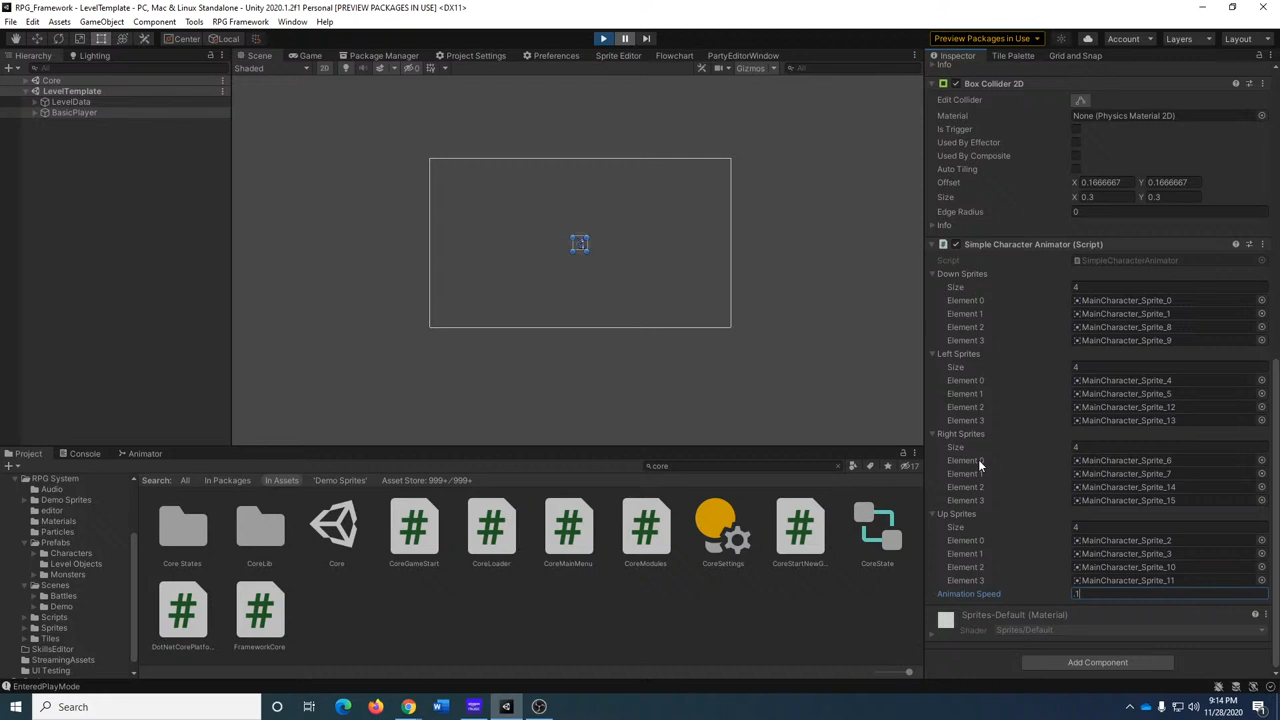 RPG_Framework - LevelTemplate - PC, Mac & Linux Standalone - Unity 2020.1.2f1 Personal [PREVIEW PACKAGES IN USE] <DX11>
File Edit Assets GameObject Component Tools RPG Framework Window Help
Center Local Preview Packages in Use Account Layers Layout
Hierarchy Lighting Scene Game Package Manager Project Settings Preferences Sprite Editor Flowchart PartyEditorWindow Inspector Tile Palette Grid and Snap
All Shaded 2D 0 Gizmos All Info
Core
LevelTemplate
LevelData
BasicPlayer
Box Collider 2D
Edit Collider
Material None (Physics Material 2D)
Is Trigger
Used By Effector
Used By Composite
Auto Tiling
Offset X 0.1666667 Y 0.1666667
Size X 0.3 Y 0.3
Edge Radius 0
Info
Simple Character Animator (Script)
Script SimpleCharacterAnimator
Down Sprites
Size 4
Element 0 MainCharacter_Sprite_0
Element 1 MainCharacter_Sprite_1
Element 2 MainCharacter_Sprite_8
Element 3 MainCharacter_Sprite_9
Left Sprites
Size 4
Element 0 MainCharacter_Sprite_4
Element 1 MainCharacter_Sprite_5
Element 2 MainCharacter_Sprite_12
Element 3 MainCharacter_Sprite_13
Right Sprites
Size 4
Element 0 MainCharacter_Sprite_6
Element 1 MainCharacter_Sprite_7
Element 2 MainCharacter_Sprite_14
Element 3 MainCharacter_Sprite_15
Up Sprites
Size 4
Element 0 MainCharacter_Sprite_2
Element 1 MainCharacter_Sprite_3
Element 2 MainCharacter_Sprite_10
Element 3 MainCharacter_Sprite_11
Animation Speed .1
Sprites-Default (Material)
Shader Sprites/Default
Add Component
Project Console Animator
core 17
Search: All In Packages In Assets 'Demo Sprites' Asset Store: 999+/999+
RPG System
Audio
Demo Sprites
editor
Materials
Particles
Prefabs
Characters
Level Objects
Monsters
Scenes
Battles
Demo
Scripts
Sprites
Tiles
SkillsEditor
StreamingAssets
UI Testing
Core States CoreLib Core CoreGameStart CoreLoader CoreMainMenu CoreModules CoreSettings CoreStartNewG... CoreState
DotNetCorePlatfo... FrameworkCore
EnteredPlayMode
Search
9:14 PM
11/28/2020